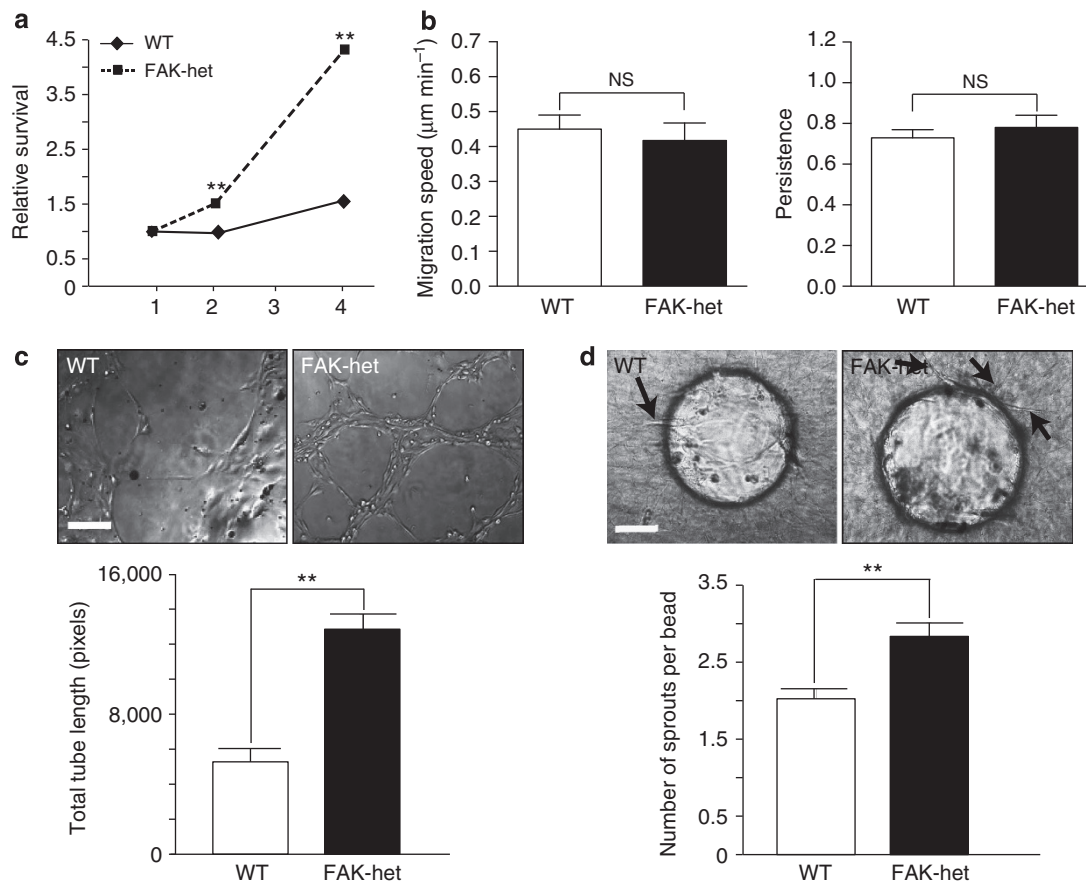 a
Relative survival
4.5
3.5
2.5
1.5
0.5
0
WT
FAK-het
**
**
1 2 3 4
b
Migration speed (μm min⁻¹)
0.7
0.6
0.5
0.4
0.3
0.2
0.1
0.0
NS
WT FAK-het
Persistence
1.2
1.0
0.8
0.6
0.4
0.2
0.0
NS
WT FAK-het
c
WT
FAK-het
Total tube length (pixels)
16,000
8,000
0
**
WT FAK-het
d
WT
FAK-het
Number of sprouts per bead
3.5
2.5
1.5
0.5
0
**
WT FAK-het